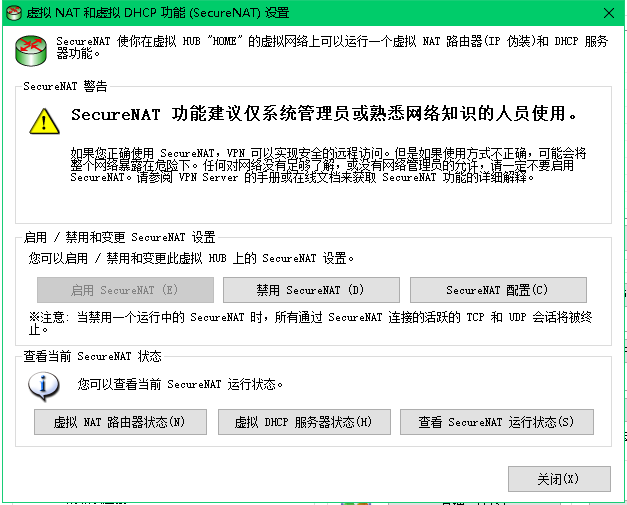 虚拟 NAT 和虚拟 DHCP 功能 (SecureNAT) 设置
SecureNAT 使你在虚拟 HUB "HOME" 的虚拟网络上可以运行一个虚拟 NAT 路由器(IP 伪装)和 DHCP 服务
器功能。
SecureNAT 警告
SecureNAT 功能建议仅系统管理员或熟悉网络知识的人员使用。
如果您正确使用 SecureNAT，VPN 可以实现安全的远程访问。但是如果使用方式不正确，可能会将
整个网络暴露在危险下。任何对网络没有足够了解，或没有网络管理员的允许，请一定不要启用
SecureNAT。请参阅 VPN Server 的手册或在线文档来获取 SecureNAT 功能的详细解释。
启用 / 禁用和变更 SecureNAT 设置
您可以启用 / 禁用和变更此虚拟 HUB 上的 SecureNAT 设置。
启用 SecureNAT (E)
禁用 SecureNAT (D)
SecureNAT 配置(C)
※注意: 当禁用一个运行中的 SecureNAT 时，所有通过 SecureNAT 连接的活跃的 TCP 和 UDP 会话将被终
止。
查看当前 SecureNAT 状态
您可以查看当前 SecureNAT 运行状态。
虚拟 NAT 路由器状态(N)
虚拟 DHCP 服务器状态(H)
查看 SecureNAT 运行状态(S)
关闭(X)